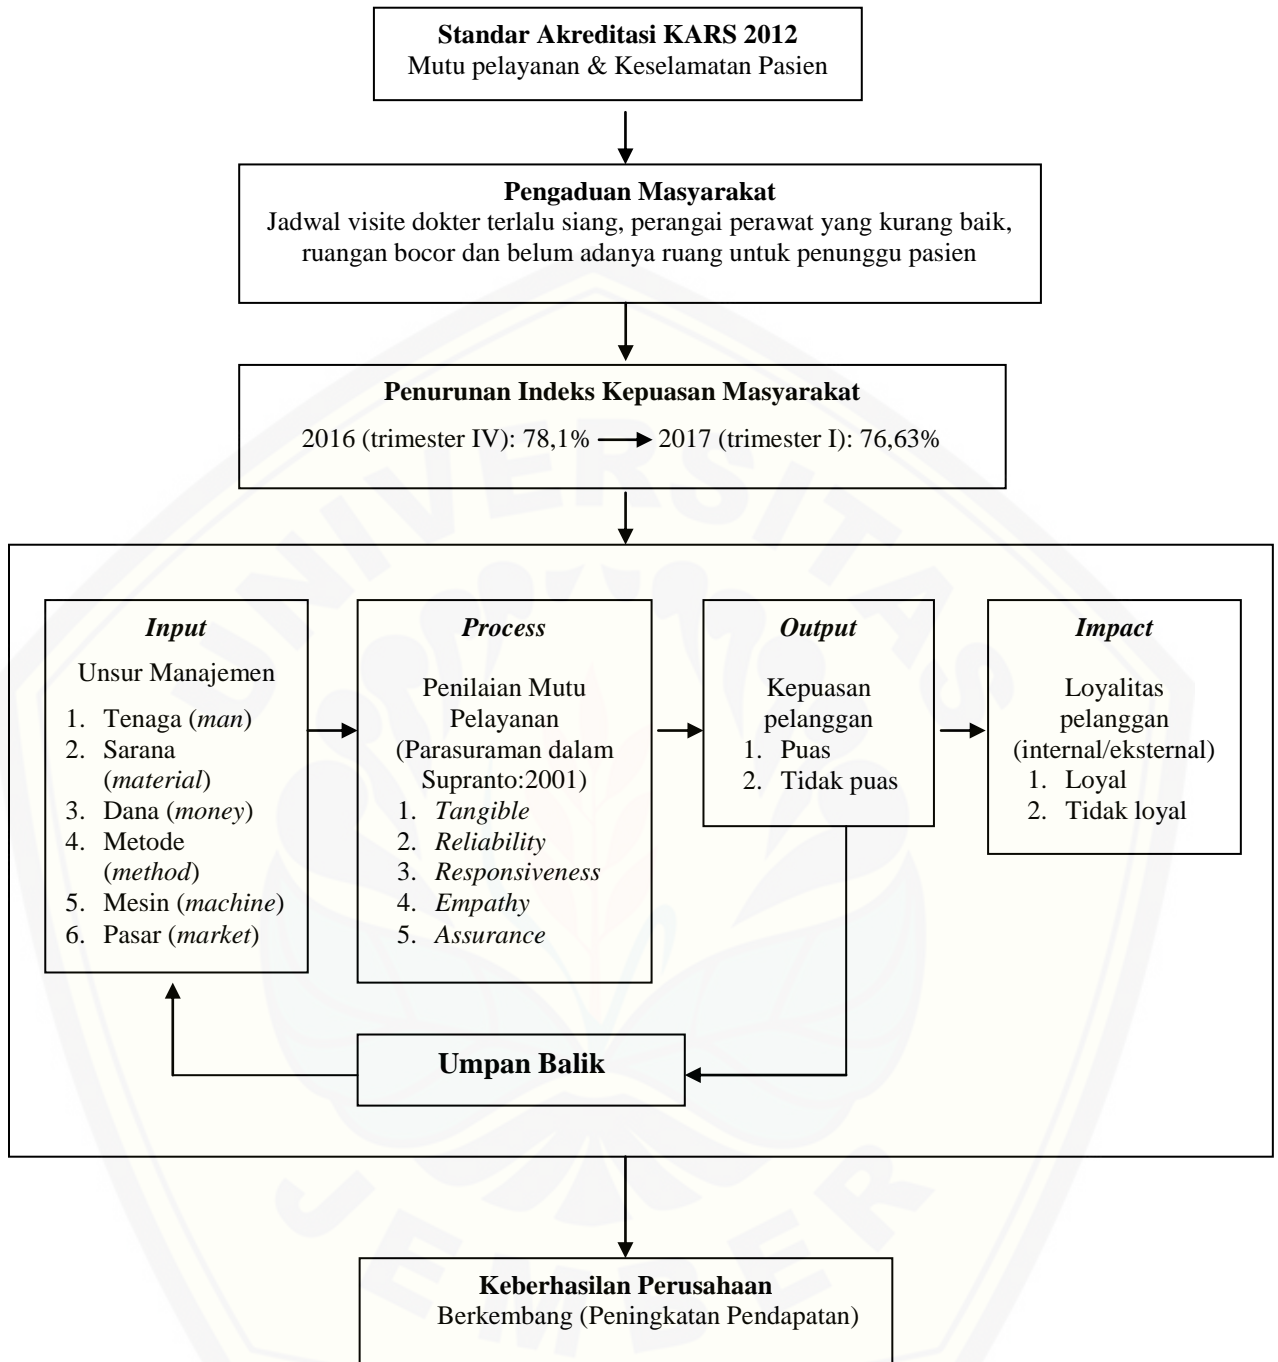 Standar Akreditasi KARS 2012
Mutu pelayanan & Keselamatan Pasien
Pengaduan Masyarakat
Jadwal visite dokter terlalu siang, perangai perawat yang kurang baik,
ruangan bocor dan belum adanya ruang untuk penunggu pasien
Penurunan Indeks Kepuasan Masyarakat
2016 (trimester IV): 78,1% → 2017 (trimester I): 76,63%
Input
Unsur Manajemen
1. Tenaga (man)
2. Sarana
(material)
3. Dana (money)
4. Metode
(method)
5. Mesin (machine)
6. Pasar (market)
Process
Penilaian Mutu
Pelayanan
(Parasuraman dalam
Supranto:2001)
1. Tangible
2. Reliability
3. Responsiveness
4. Empathy
5. Assurance
Output
Kepuasan
pelanggan
1. Puas
2. Tidak puas
Impact
Loyalitas
pelanggan
(internal/eksternal)
1. Loyal
2. Tidak loyal
Umpan Balik
Keberhasilan Perusahaan
Berkembang (Peningkatan Pendapatan)
UNIVERSITAS
JEMBER